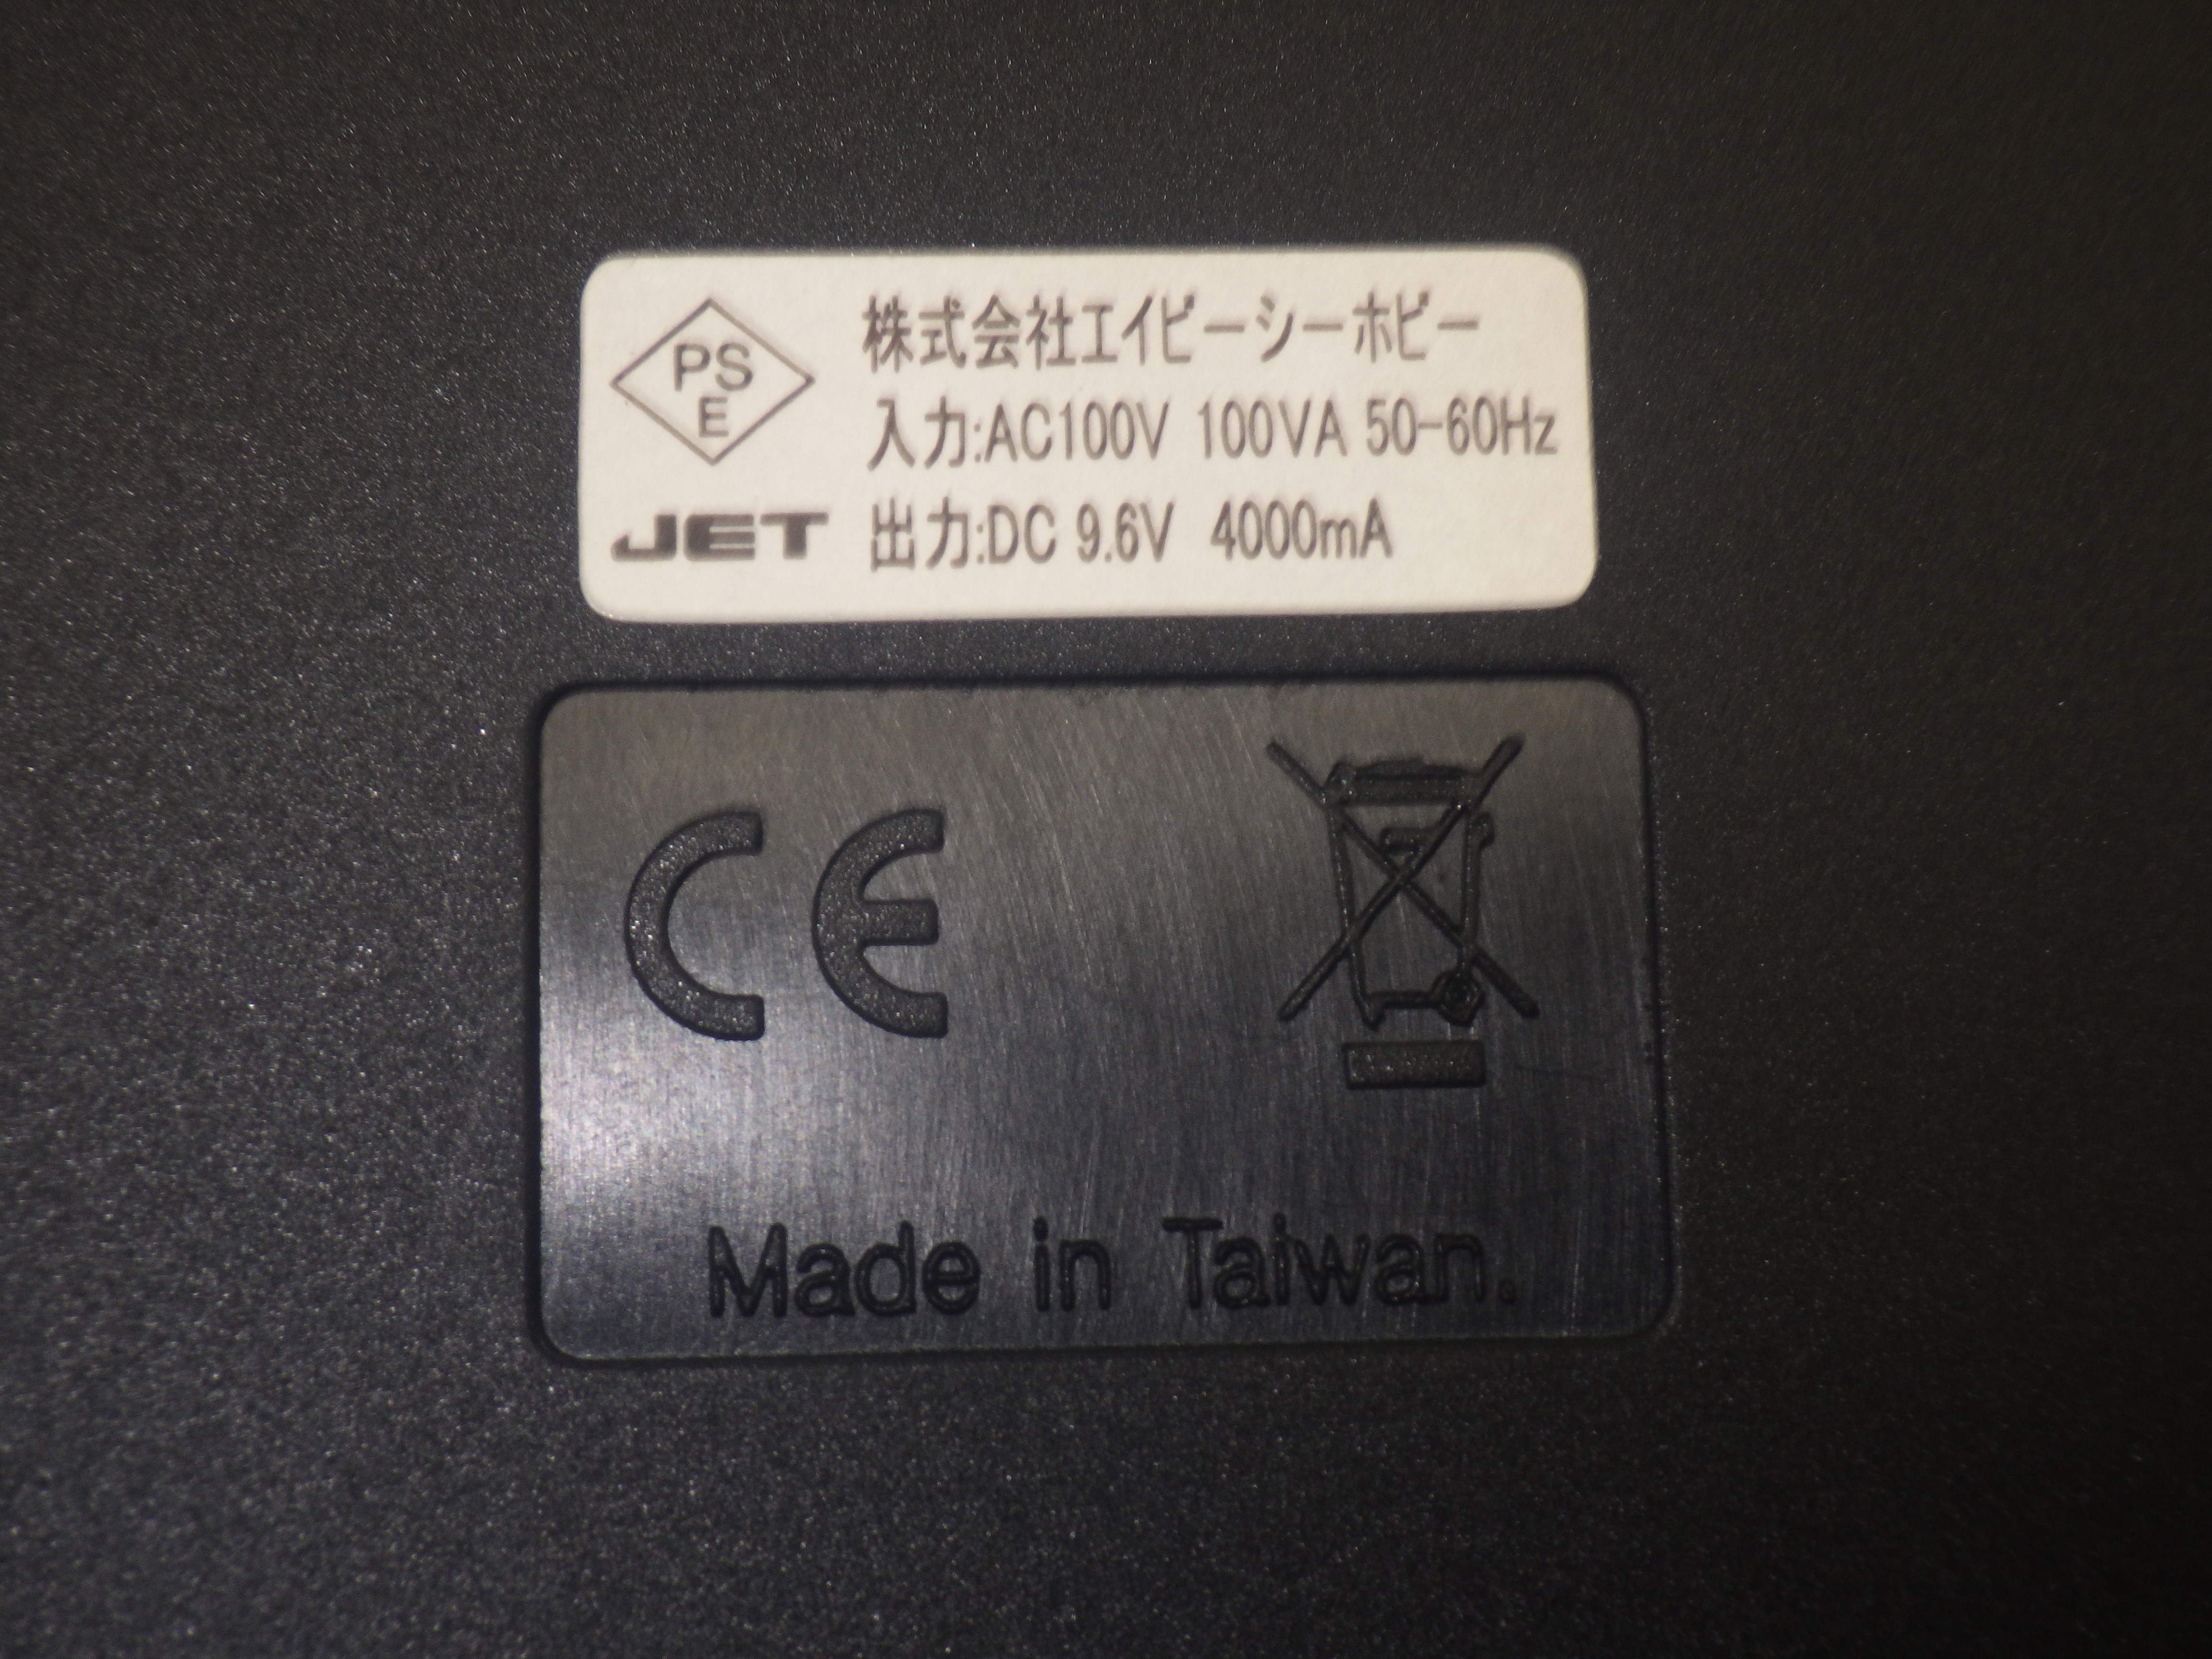 PS
E
株式会社エイビーシーホビー
入力:AC100V 100VA 50-60Hz
JET
出力:DC 9.6V 4000mA
CE
Made in Taiwan.